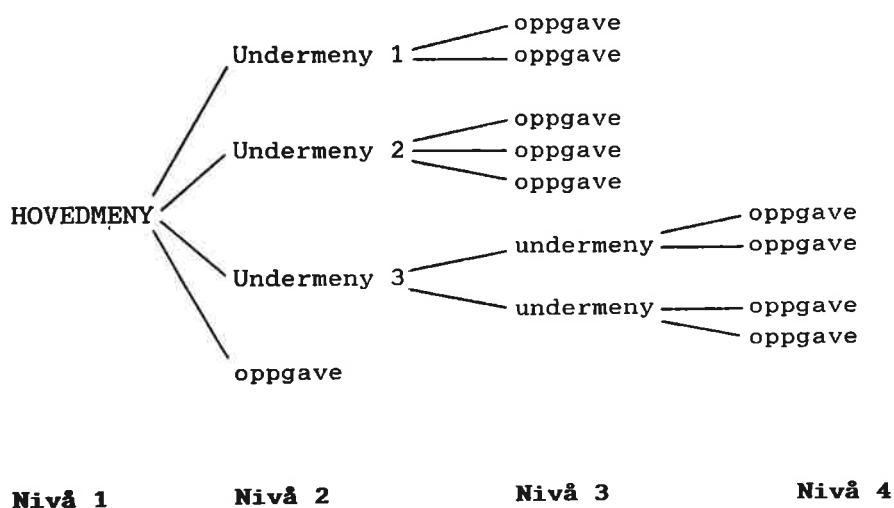 oppgave
Undermeny 1 oppgave
oppgave
Undermeny 2 oppgave
oppgave
HOVEDMENY oppgave
undermeny oppgave
Undermeny 3
undermeny oppgave
oppgave
oppgave
Nivå 1 Nivå 2 Nivå 3 Nivå 4